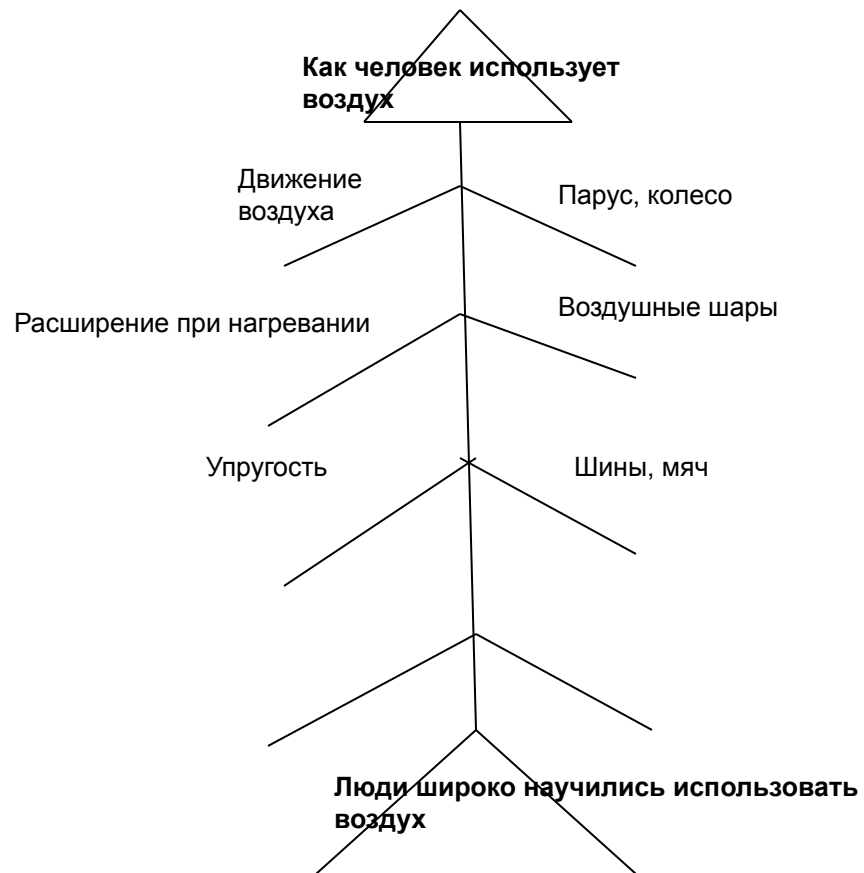 Как человек использует
воздух
Движение
воздуха
Парус, колесо
Расширение при нагревании
Воздушные шары
Упругость
Шины, мяч
Люди широко научились использовать
воздух